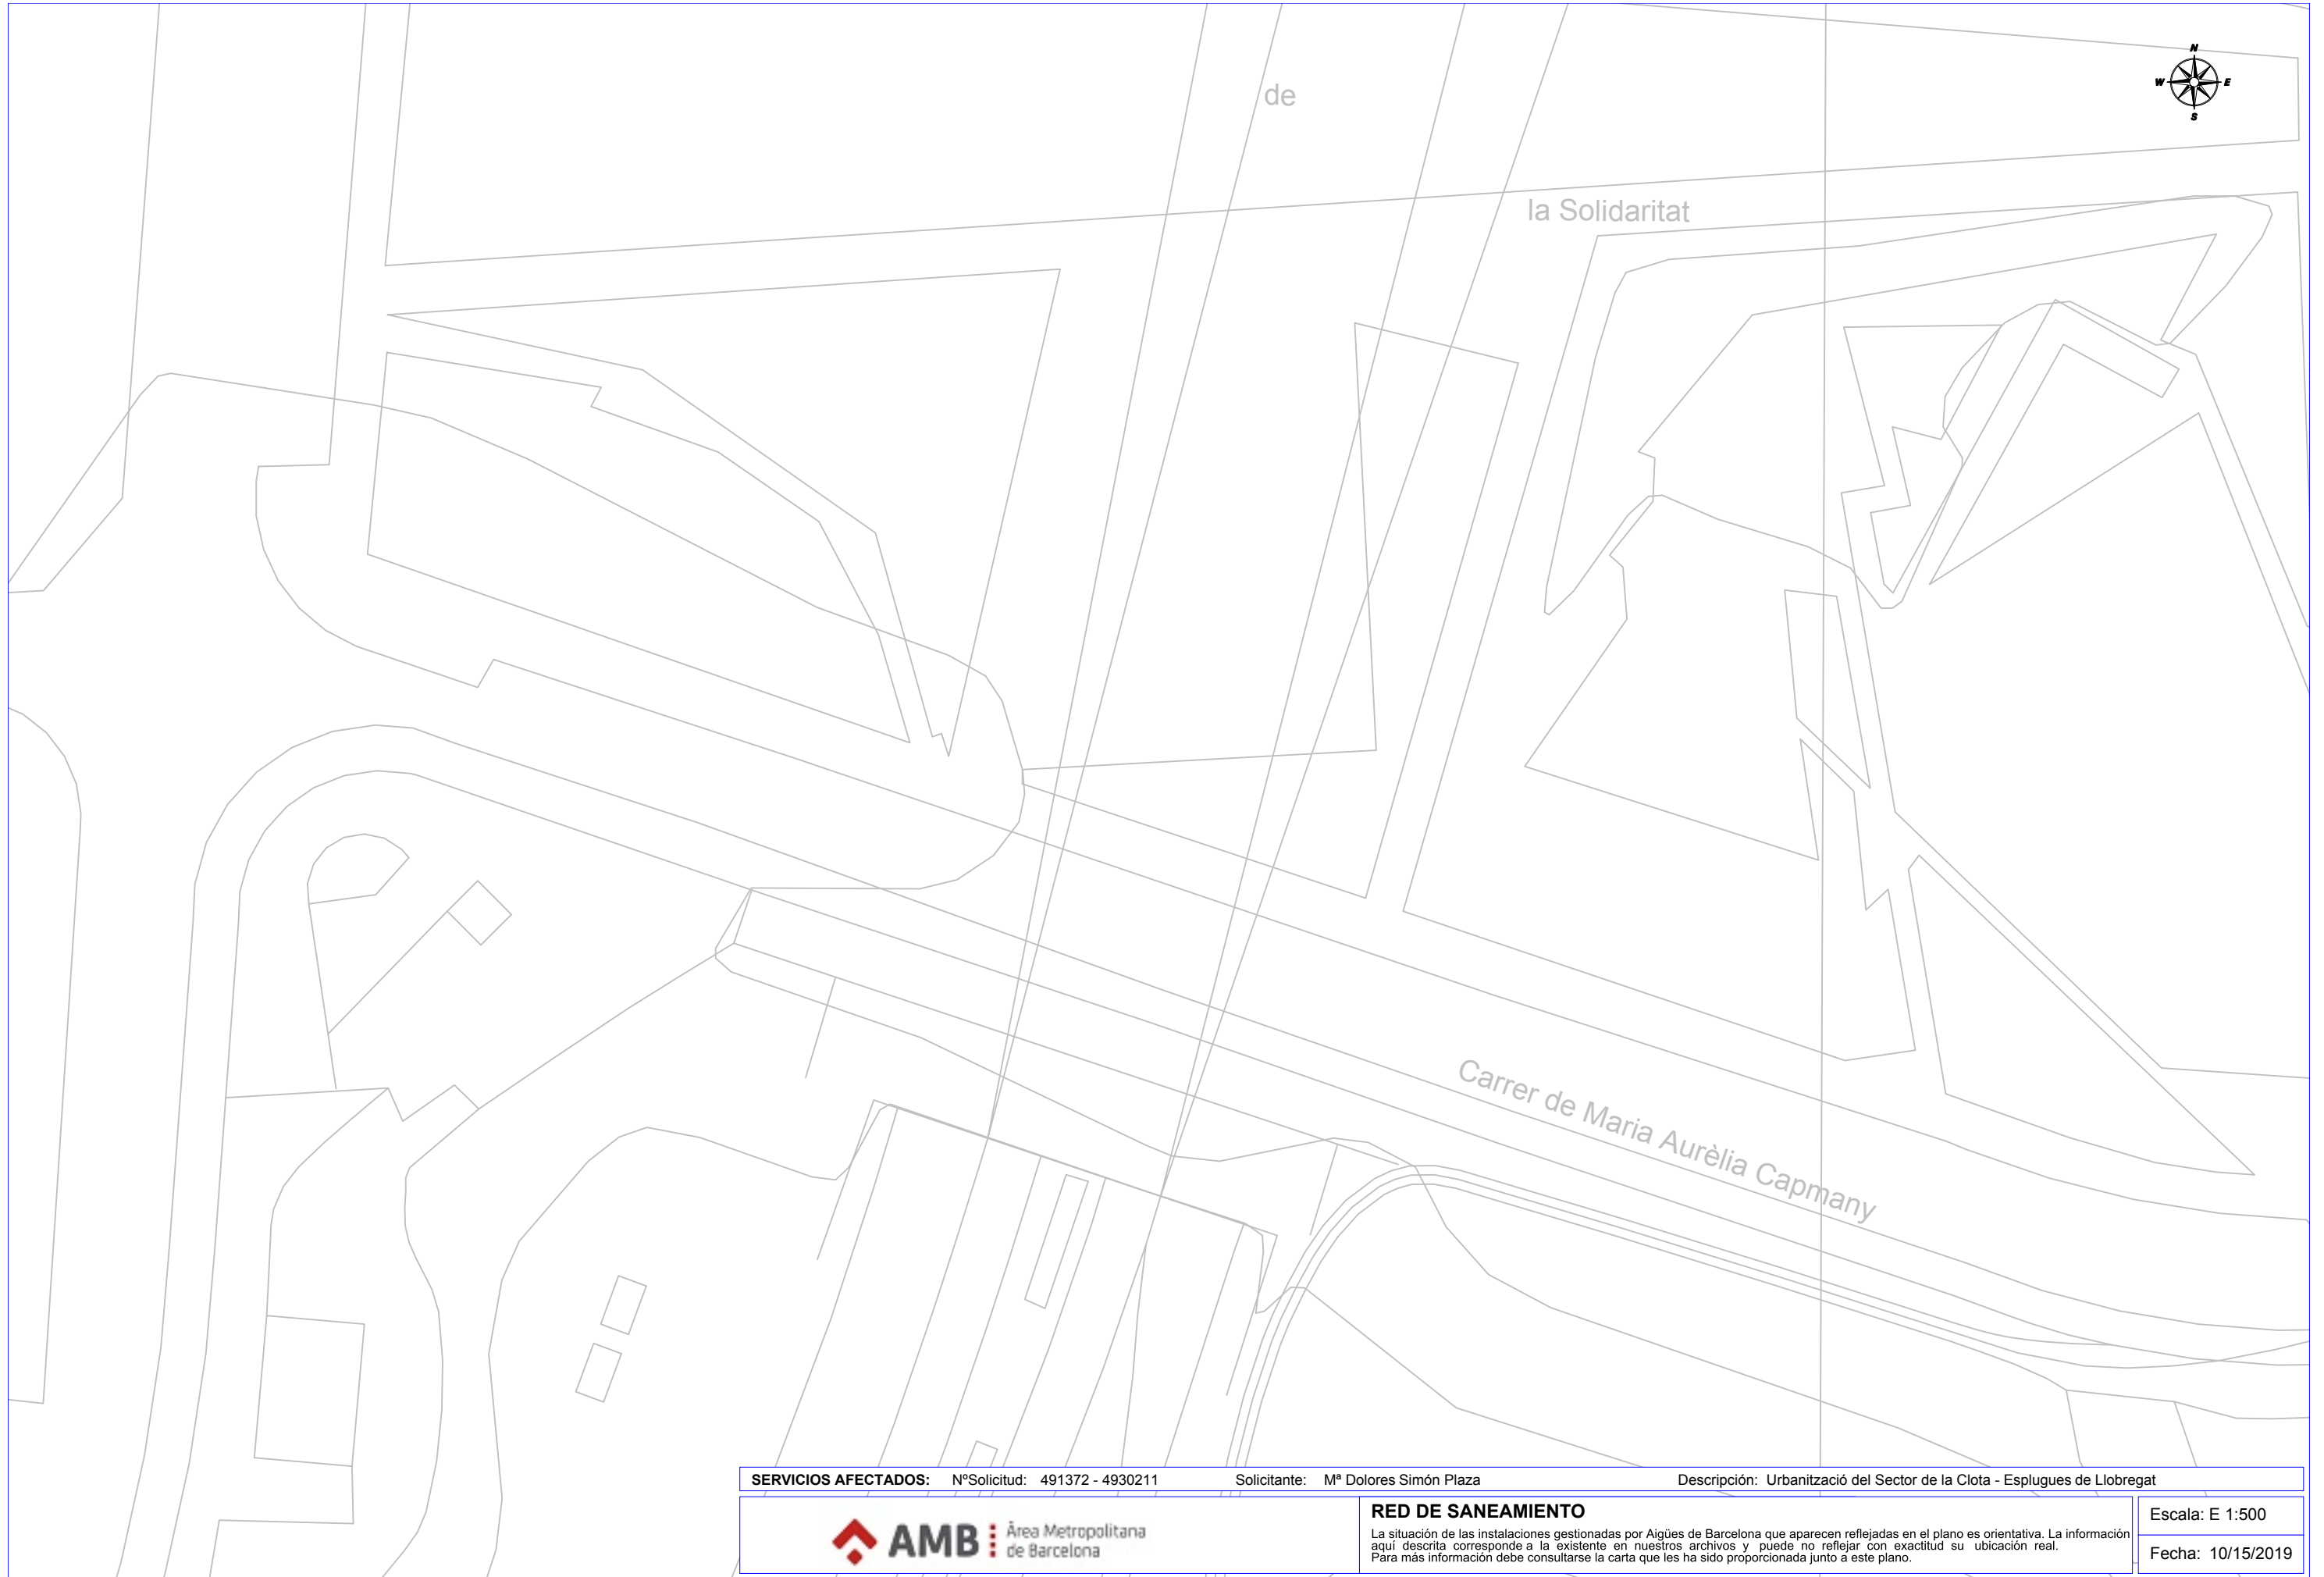 N
W E
S
de
la Solidaritat
Carrer de Maria Aurèlia Capmany
SERVICIOS AFECTADOS: NºSolicitud: 491372 - 4930211 Solicitante: Mª Dolores Simón Plaza Descripción: Urbanització del Sector de la Clota - Esplugues de Llobregat
AMB Àrea Metropolitana
de Barcelona
RED DE SANEAMIENTO
La situación de las instalaciones gestionadas por Aigües de Barcelona que aparecen reflejadas en el plano es orientativa. La información
aquí descrita corresponde a la existente en nuestros archivos y puede no reflejar con exactitud su ubicación real.
Para más información debe consultarse la carta que les ha sido proporcionada junto a este plano.
Escala: E 1:500
Fecha: 10/15/2019